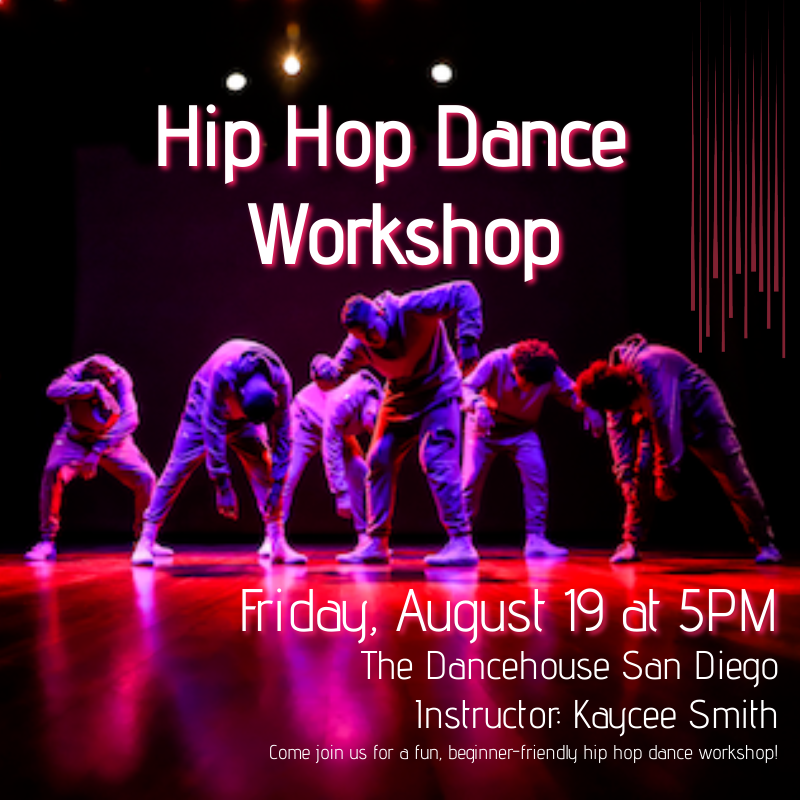 Hip Hop Dance
Workshop
Friday, August 19 at 5PM
The Dancehouse San Diego
Instructor: Kaycee Smith
Come join us for a fun, beginner-friendly hip hop dance workshop!